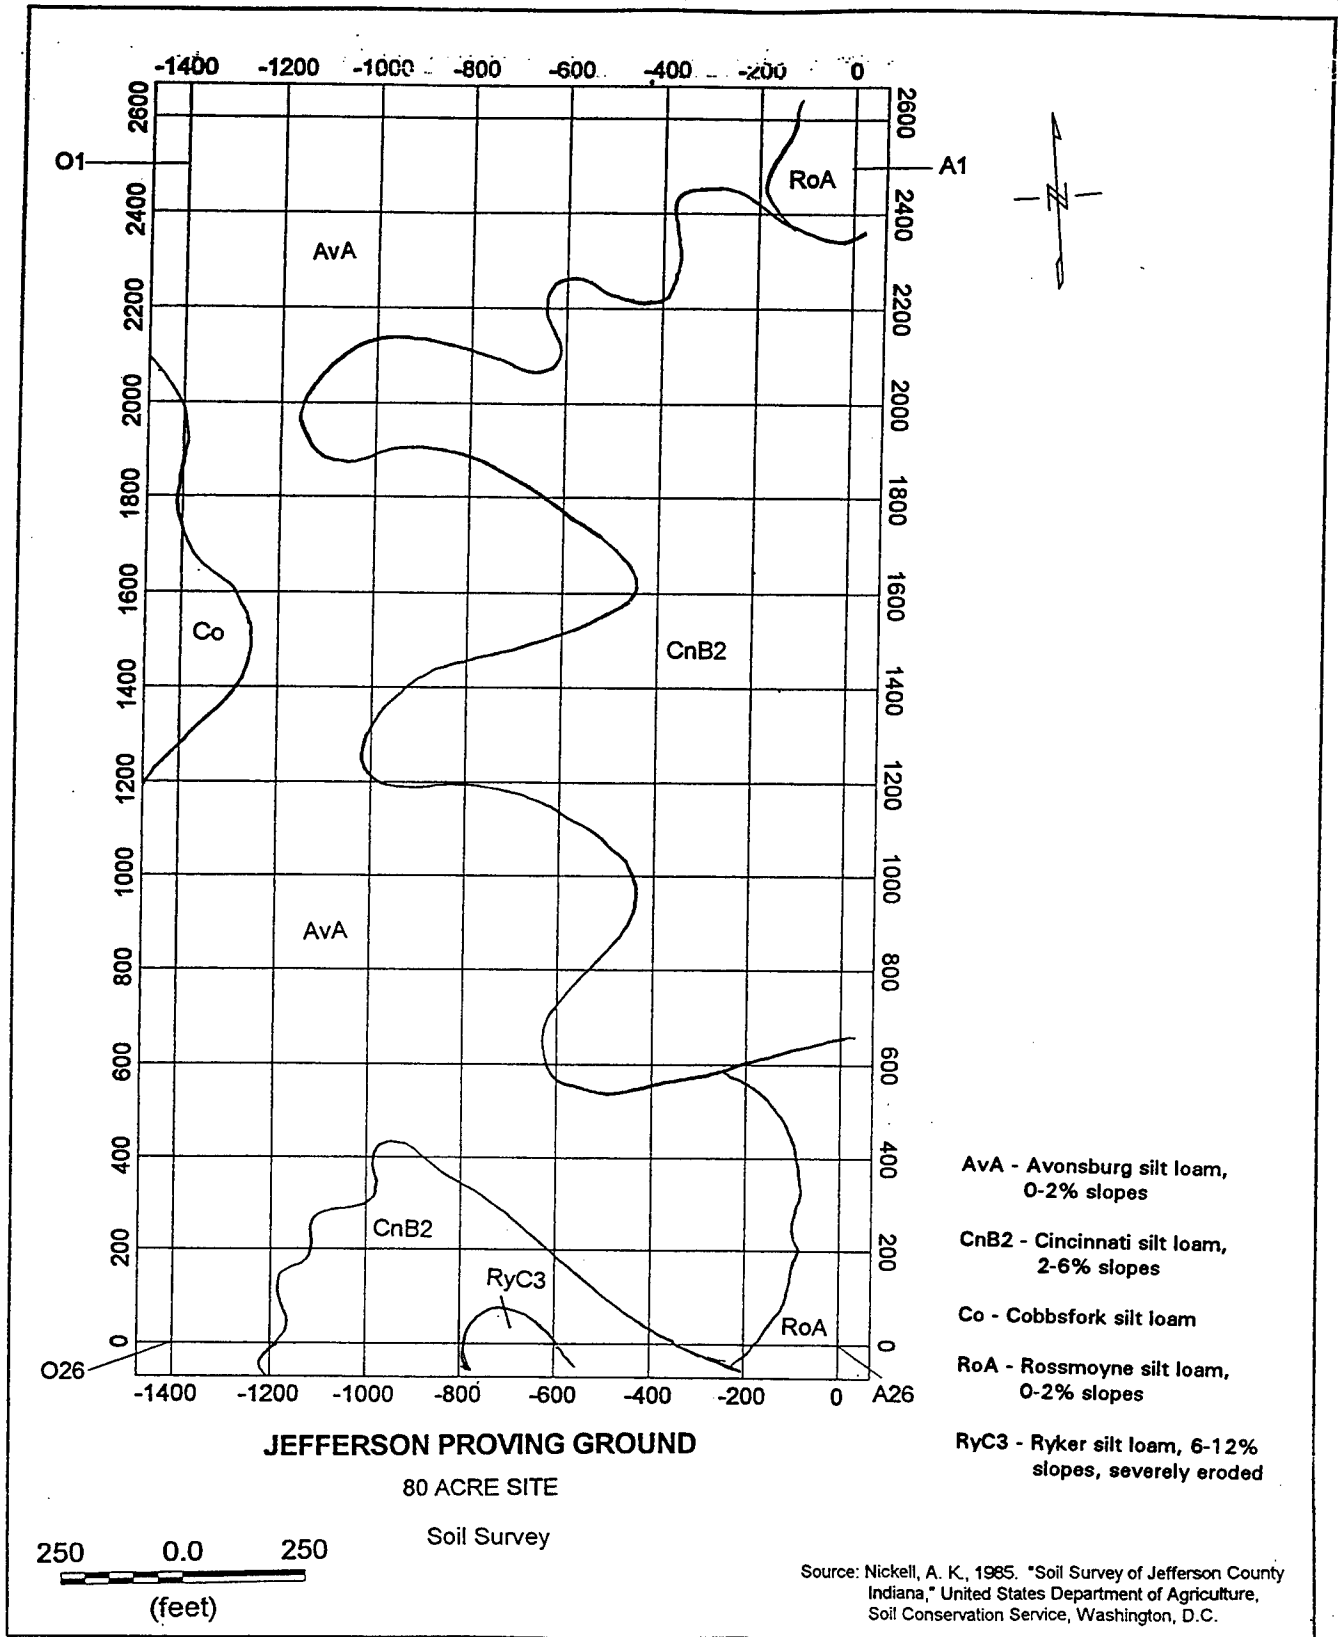 -1400 -1200 -1000 -800 -600 -400 -200 0
2600 2600
O1 A1
RoA
2400 2400
AvA
2200 2200
2000 2000
1800 1800
1600 1600
Co
CnB2
1400 1400
1200 1200
1000 1000
AvA
800 800
600 600
400 400
AvA - Avonsburg silt loam,
0-2% slopes
CnB2
CnB2 - Cincinnati silt loam,
2-6% slopes
200 200
RyC3
Co - Cobbsfork silt loam
RoA
0 0
O26
RoA - Rossmoyne silt loam,
0-2% slopes
-1400 -1200 -1000 -800 -600 -400 -200 0 A26
JEFFERSON PROVING GROUND
RyC3 - Ryker silt loam, 6-12%
slopes, severely eroded
80 ACRE SITE
Soil Survey
250 0.0 250
(feet)
Source: Nickell, A. K., 1985. "Soil Survey of Jefferson County
Indiana," United States Department of Agriculture,
Soil Conservation Service, Washington, D.C.
N